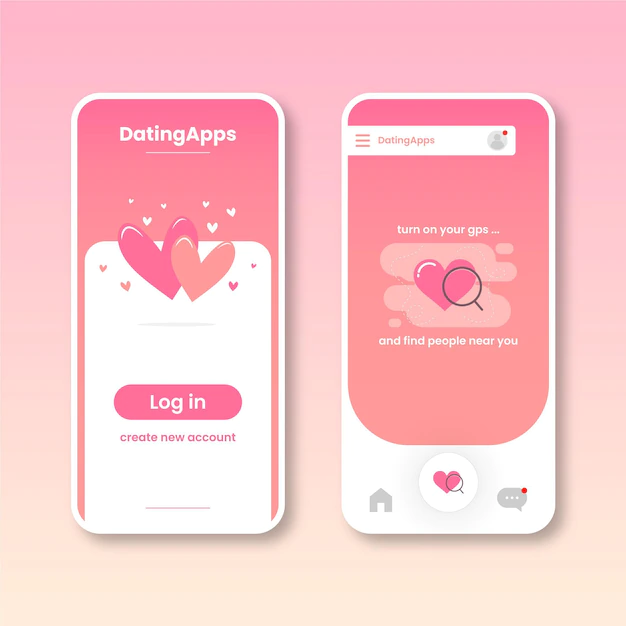 DatingApps
Log in
create new account
DatingApps
turn on your gps ...
and find people near you